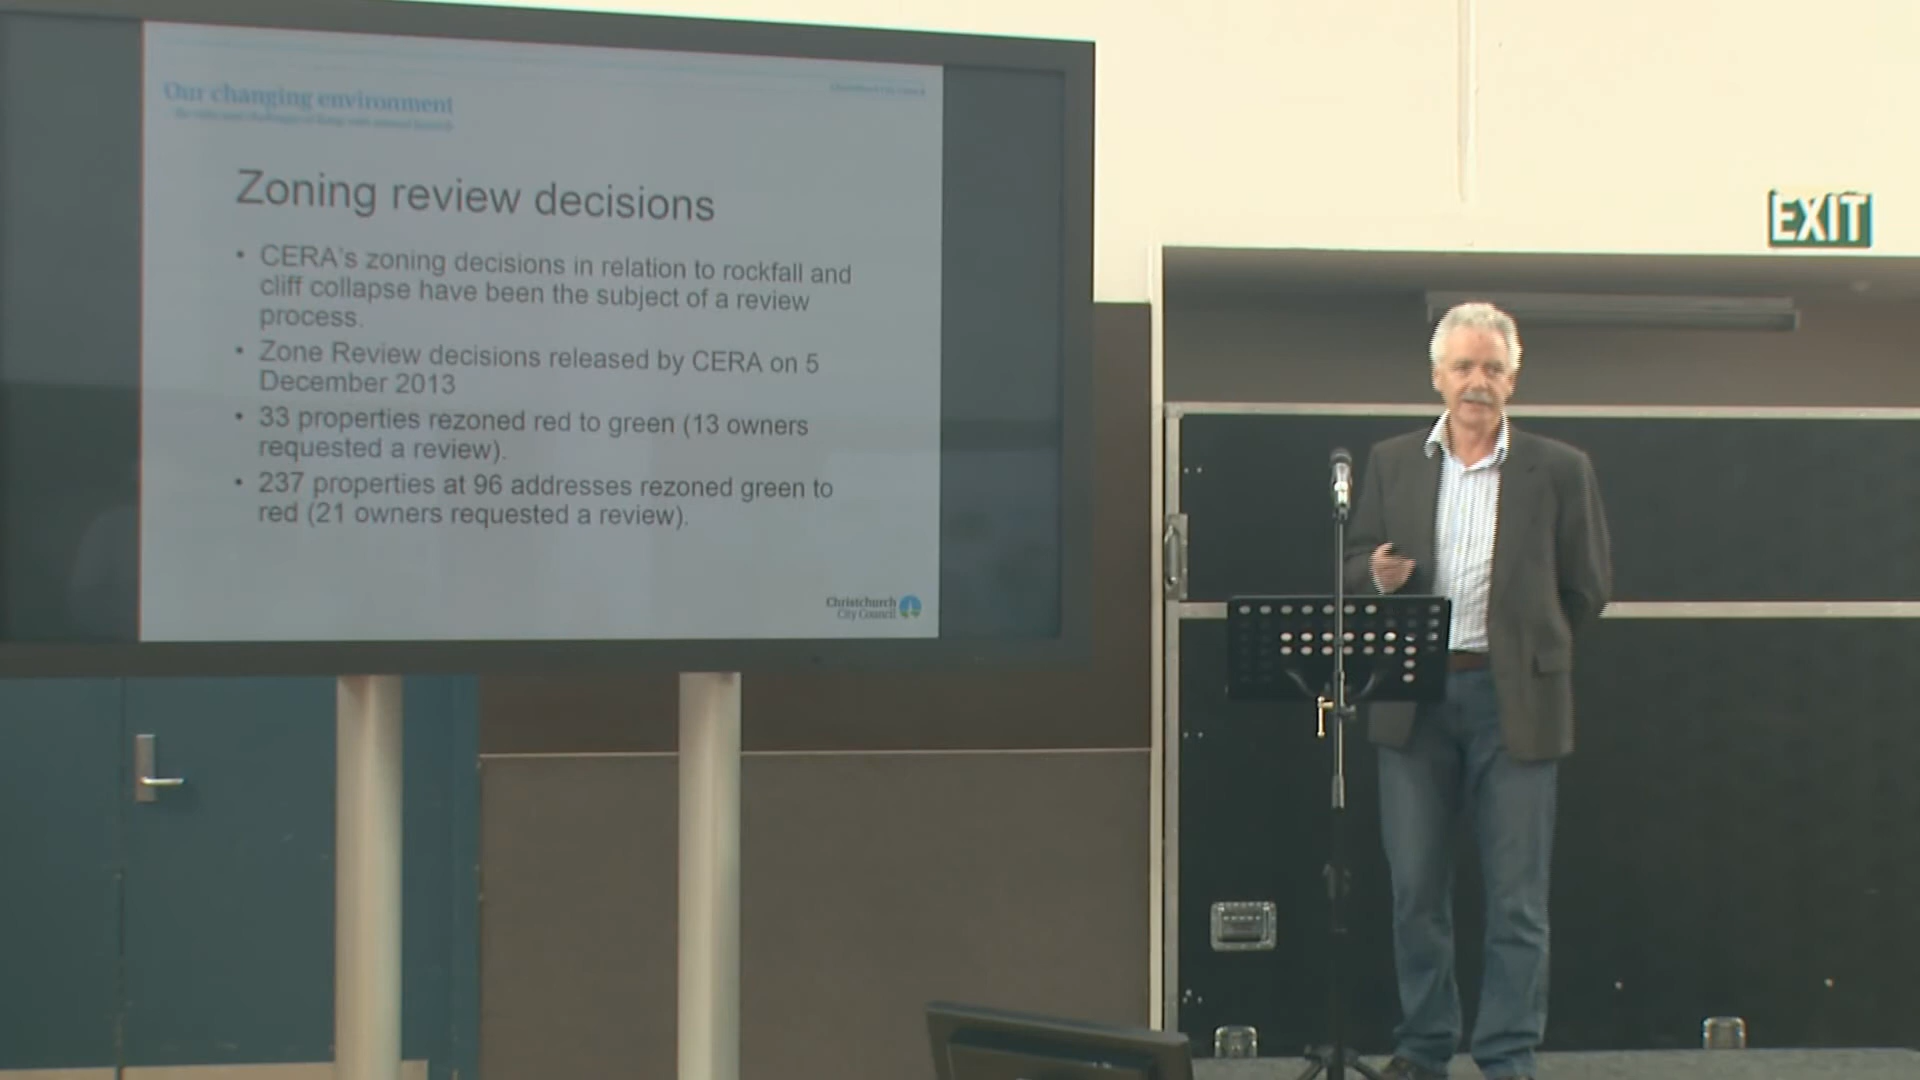 Our changing environment
Christchurch City Council
Zoning review decisions
• CERA's zoning decisions in relation to rockfall and
cliff collapse have been the subject of a review
process.
• Zone Review decisions released by CERA on 5
December 2013
• 33 properties rezoned red to green (13 owners
requested a review).
• 237 properties at 96 addresses rezoned green to
red (21 owners requested a review).
Christchurch
City Council
EXIT